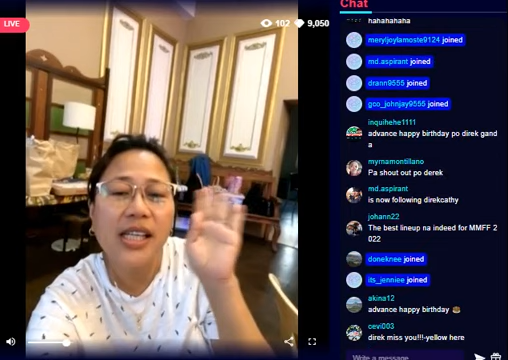 LIVE
102
9,050
Chat
hahahahaha
meryljoylamoste9124 joined
md.aspirant joined
drann9555 joined
gco_johnjay9555 joined
inquihehe1111
advance happy birthday po direk gand
a
myrnamontillano
Pa shout out po derek
md.aspirant
is now following direkcathy
johann22
The best lineup na indeed for MMFF 2
022
doneknee joined
its_jenniee joined
akina12
advance happy birthday 🎂
cevi003
direk miss you!!!-yellow here
Write a message